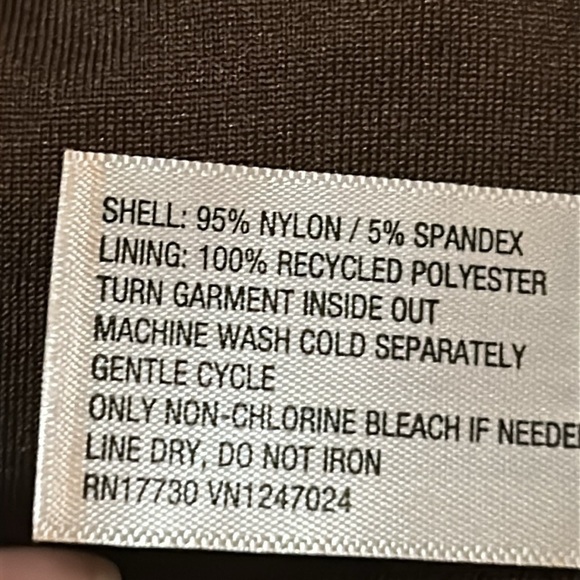 SHELL: 95% NYLON / 5% SPANDEX
LINING: 100% RECYCLED POLYESTER
TURN GARMENT INSIDE OUT
MACHINE WASH COLD SEPARATELY
GENTLE CYCLE
ONLY NON-CHLORINE BLEACH IF NEEDE
LINE DRY, DO NOT IRON
RN17730 VN1247024